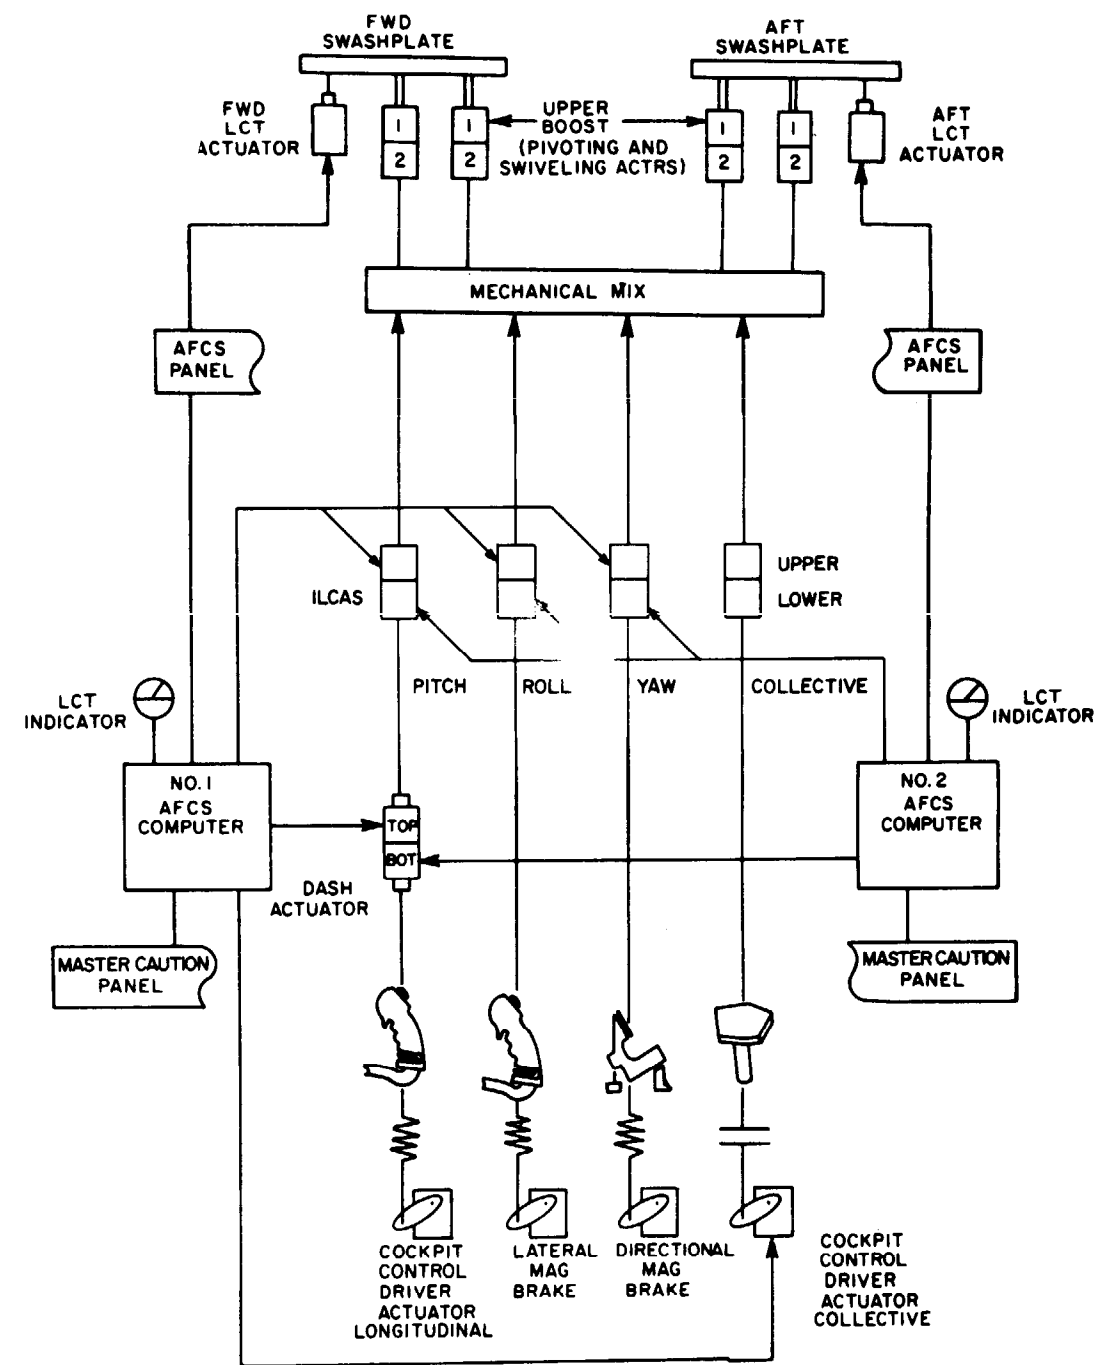 FWD
SWASHPLATE
AFT
SWASHPLATE
FWD
LCT
ACTUATOR
1
2
1
2
UPPER
BOOST
(PIVOTING AND
SWIVELING ACTRS)
1
2
1
2
AFT
LCT
ACTUATOR
MECHANICAL MIX
AFCS
PANEL
AFCS
PANEL
ILCAS
UPPER
LOWER
PITCH
ROLL
YAW
COLLECTIVE
LCT
INDICATOR
LCT
INDICATOR
NO. 1
AFCS
COMPUTER
NO. 2
AFCS
COMPUTER
TOP
BOT
DASH
ACTUATOR
MASTER CAUTION
PANEL
MASTER CAUTION
PANEL
COCKPIT
CONTROL
DRIVER
ACTUATOR
LONGITUDINAL
LATERAL
MAG
BRAKE
DIRECTIONAL
MAG
BRAKE
COCKPIT
CONTROL
DRIVER
ACTUATOR
COLLECTIVE